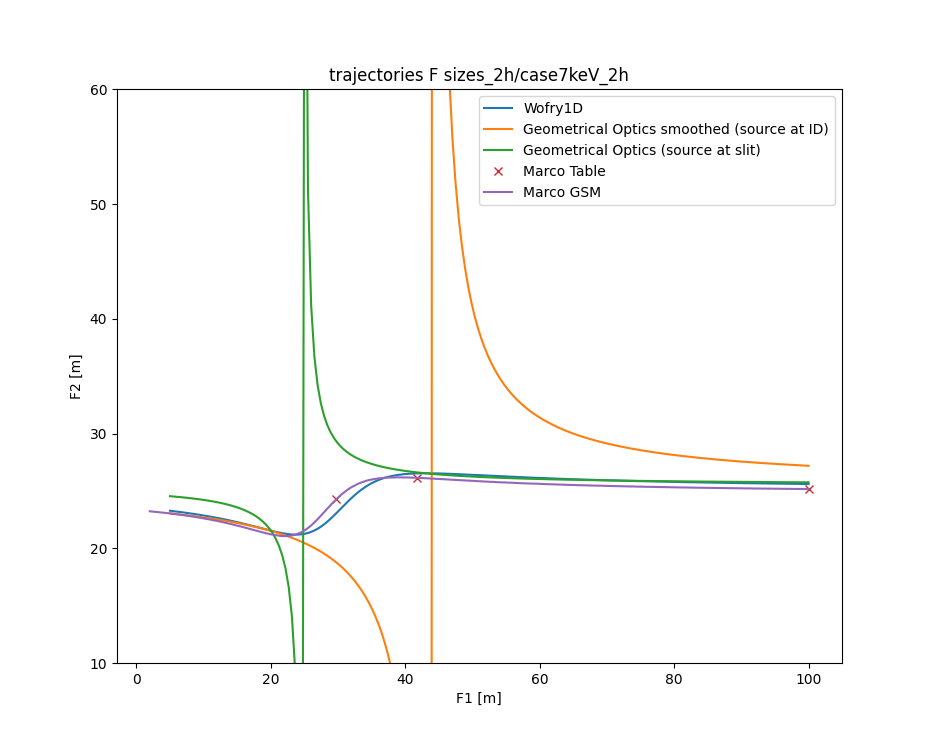 trajectories F sizes_2h/case7keV_2h
60
50
40
30
20
10
F2 [m]
Wofry1D
Geometrical Optics smoothed (source at ID)
Geometrical Optics (source at slit)
Marco Table
Marco GSM
0
20
40
60
80
100
F1 [m]